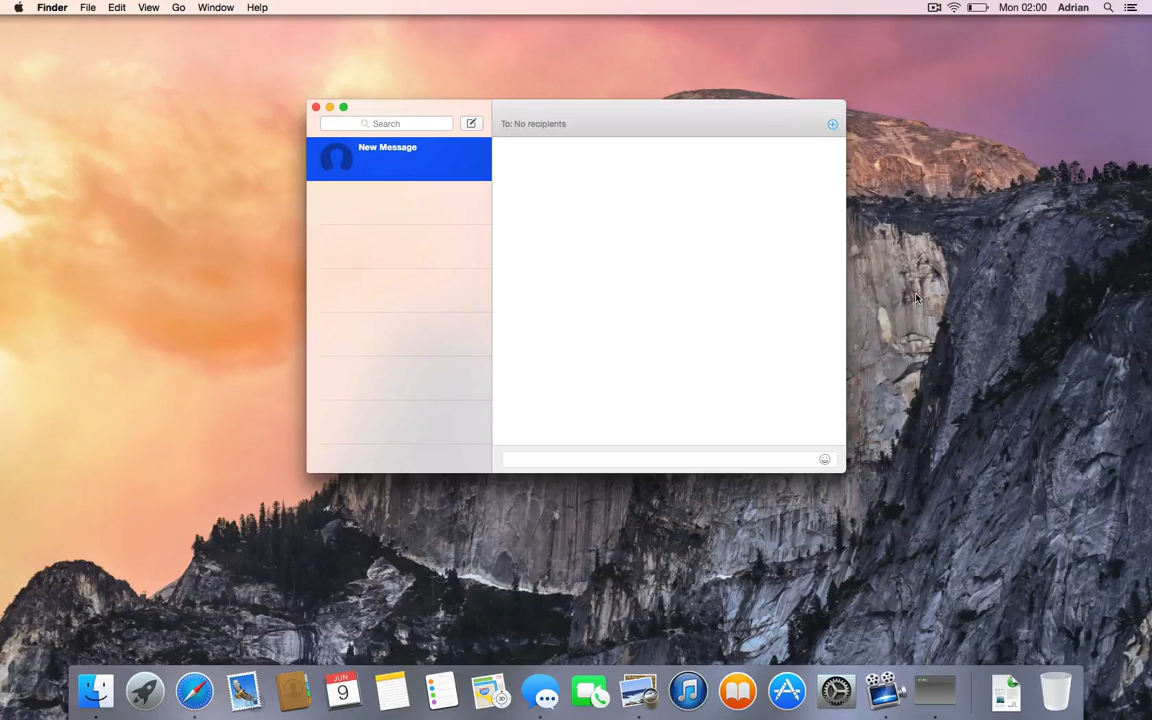 Finder File Edit View Go Window Help Mon 02:00 Adrian
Search
To: No recipients
New Message
JUN
9